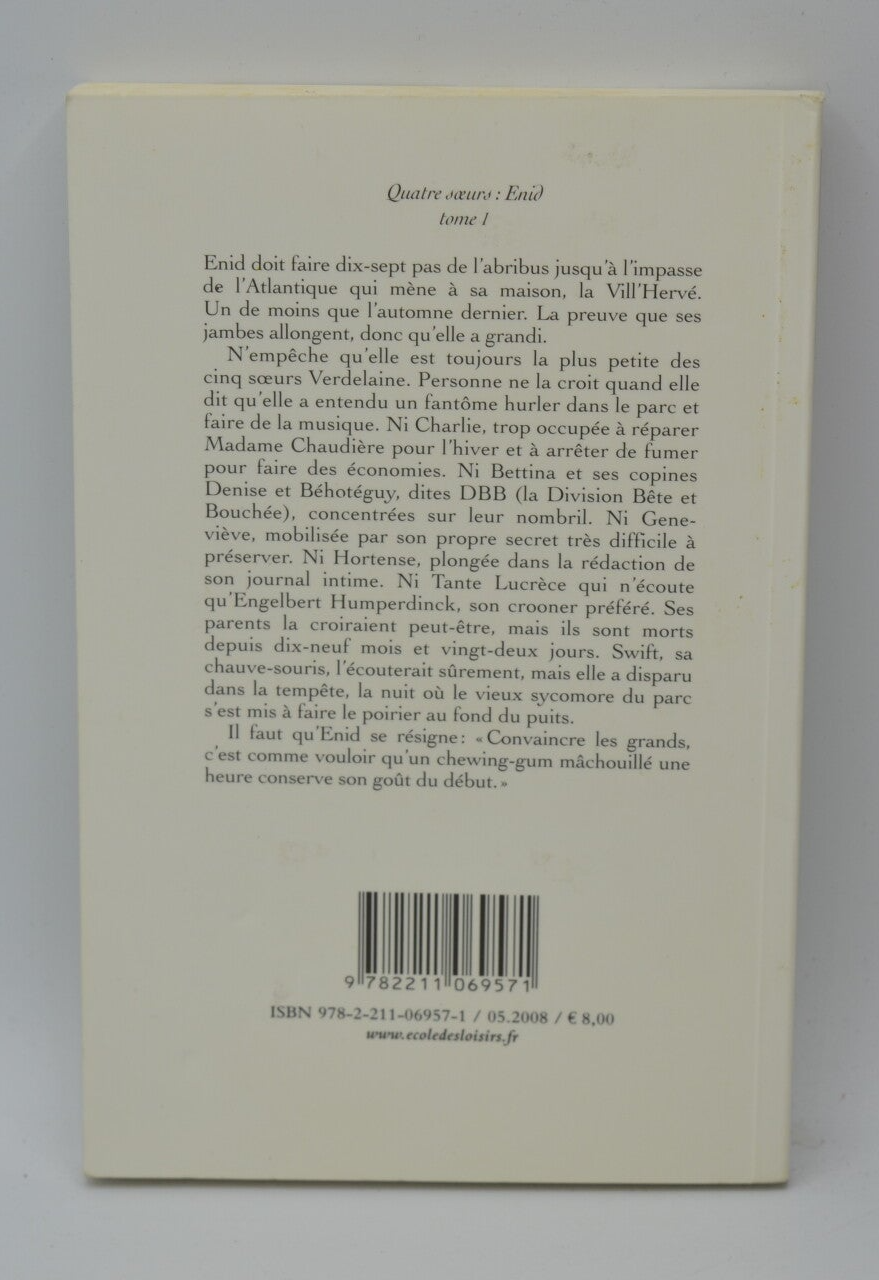 Quatre sœurs : Enid
tome 1
Enid doit faire dix-sept pas de l'abribus jusqu'à l'impasse
de l'Atlantique qui mène à sa maison, la Vill'Hervé.
Un de moins que l'automne dernier. La preuve que ses
jambes allongent, donc qu'elle a grandi.
N'empêche qu'elle est toujours la plus petite des
cinq sœurs Verdelaine. Personne ne la croit quand elle
dit qu'elle a entendu un fantôme hurler dans le parc et
faire de la musique. Ni Charlie, trop occupée à réparer
Madame Chaudière pour l'hiver et à arrêter de fumer
pour faire des économies. Ni Bettina et ses copines
Denise et Béhotéguy, dites DBB (la Division Bête et
Bouchée), concentrées sur leur nombril. Ni Gene-
viève, mobilisée par son propre secret très difficile à
préserver. Ni Hortense, plongée dans la rédaction de
son journal intime. Ni Tante Lucrèce qui n'écoute
qu'Engelbert Humperdinck, son crooner préféré. Ses
parents la croiraient peut-être, mais ils sont morts
depuis dix-neuf mois et vingt-deux jours. Swift, sa
chauve-souris, l'écouterait sûrement, mais elle a disparu
dans la tempête, la nuit où le vieux sycomore du parc
s'est mis à faire le poirier au fond du puits.
Il faut qu'Enid se résigne : « Convaincre les grands,
c'est comme vouloir qu'un chewing-gum mâchouillé une
heure conserve son goût du début. »
9 782211 069571
ISBN 978-2-211-06957-1 / 05.2008 / € 8,00
www.ecoledesloisirs.fr